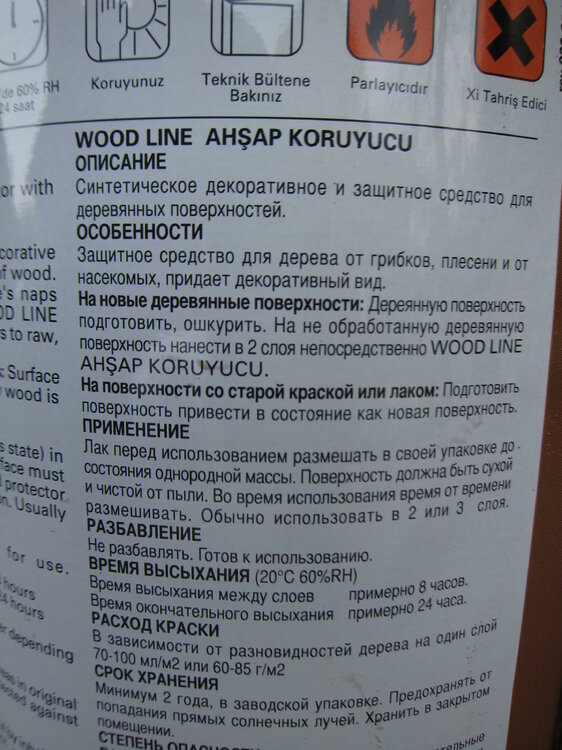 'de 60% RH
24 saat
Koruyunuz
Teknik Bültene
Bakınız
Parlayıcıdır
Xi Tahriş Edici
WOOD LINE AHŞAP KORUYUCU
ОПИСАНИЕ
Синтетическое декоративное и защитное средство для
деревянных поверхностей.
ОСОБЕННОСТИ
Защитное средство для дерева от грибков, плесени и от
насекомых, придает декоративный вид.
На новые деревянные поверхности: Дереянную поверхность
подготовить, ошкурить. На не обработанную деревянную
поверхность нанести в 2 слоя непосредственно WOOD LINE
AHŞAP KORUYUCU.
На поверхности со старой краской или лаком: Подготовить
поверхность привести в состояние как новая поверхность.
ПРИМЕНЕНИЕ
Лак перед использованием размешать в своей упаковке до
состояния однородной массы. Поверхность должна быть сухой
и чистой от пыли. Во время использования время от времени
размешивать. Обычно использовать в 2 или 3 слоя.
РАЗБАВЛЕНИЕ
Не разбавлять. Готов к использованию.
ВРЕМЯ ВЫСЫХАНИЯ (20°C 60%RH)
Время высыхания между слоев примерно 8 часов.
Время окончательного высыхания примерно 24 часа.
РАСХОД КРАСКИ
В зависимости от разновидностей дерева на один слой
70-100 мл/м2 или 60-85 г/м2
СРОК ХРАНЕНИЯ
Минимум 2 года, в заводской упаковке. Предохранять от
попадания прямых солнечных лучей. Хранить в закрытом
помещении.
СТЕПЕНЬ ОПАСНО
tor with
corative
of wood.
e's naps
OD LINE
s to raw,
: Surface
wood is
s state) in
face must
protector
n. Usually
for use.
hours
4 hours
er depending
as in original
against